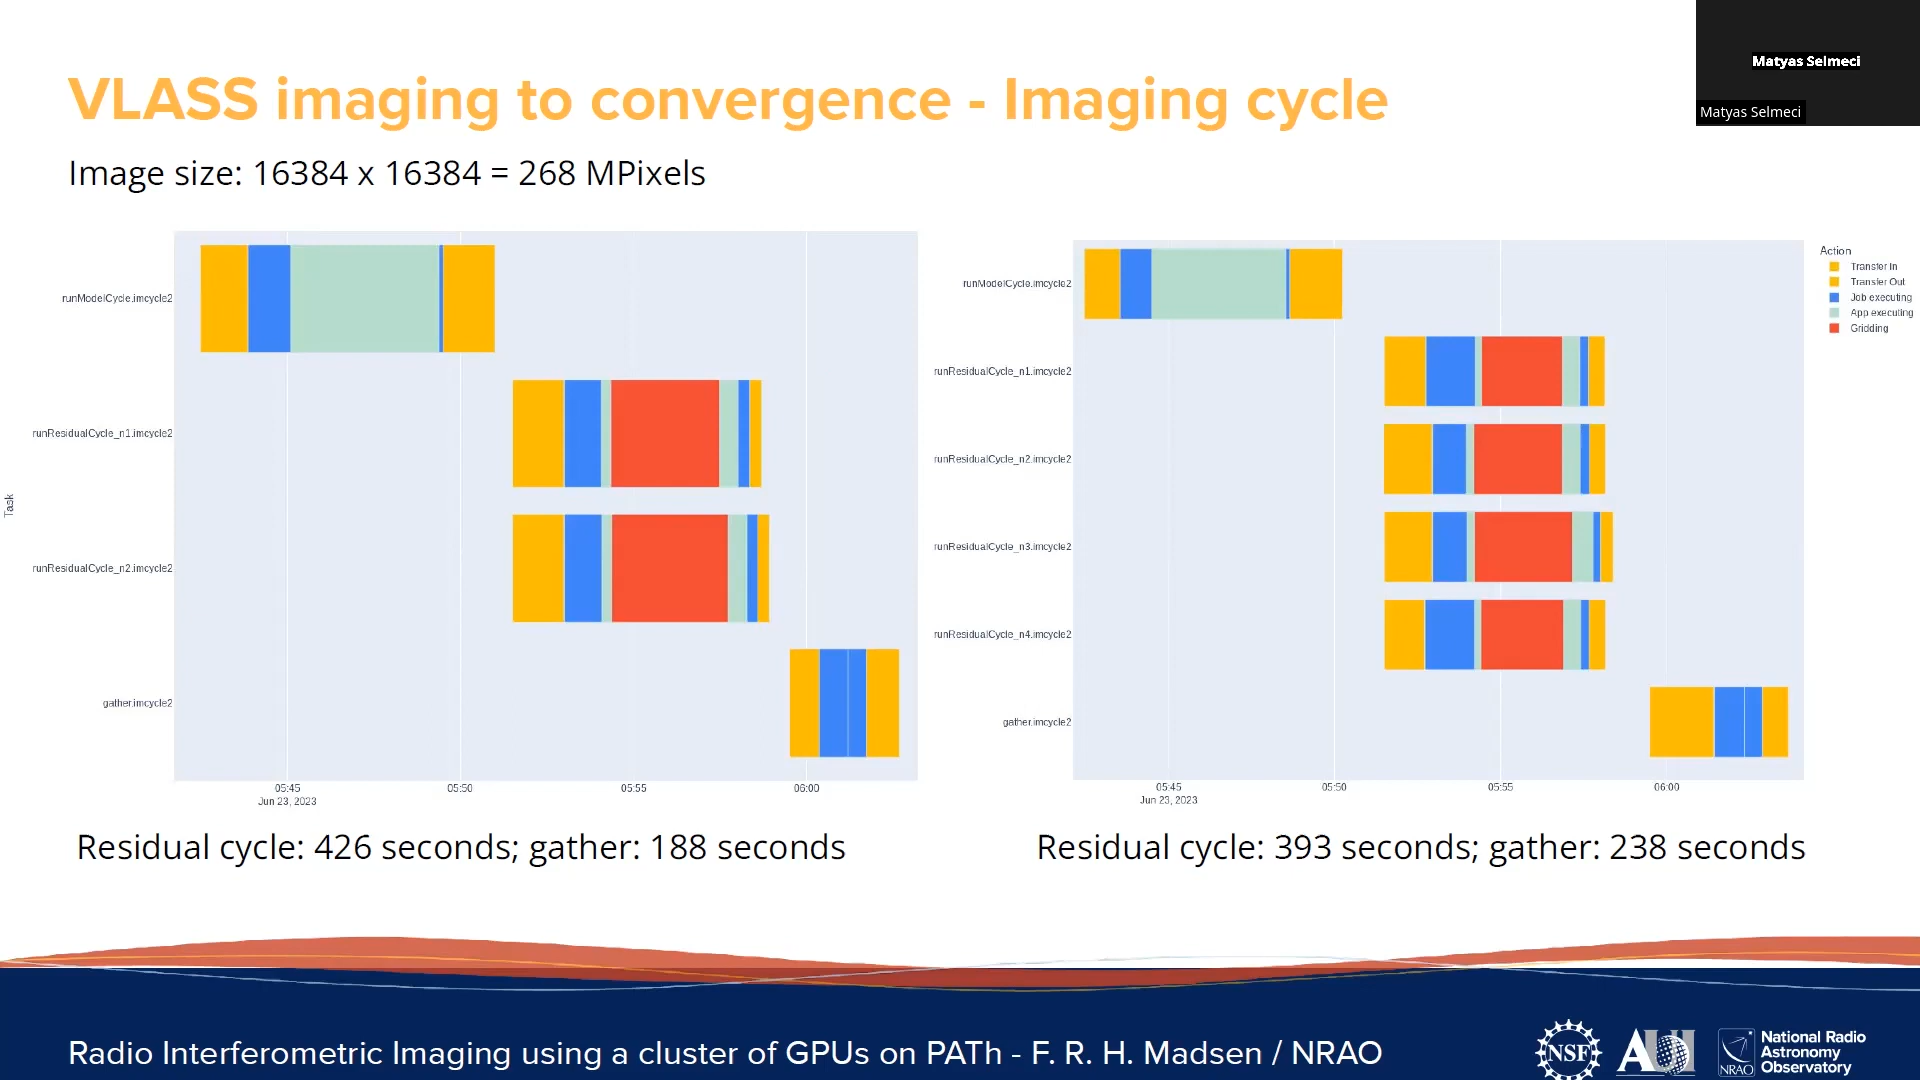 VLASS imaging to convergence - Imaging cycle
Matyas Selmeci
Matyas Selmeci
Image size: 16384 x 16384 = 268 MPixels
Task
runModelCycle.imcycle2
runResidualCycle_n1.imcycle2
runResidualCycle_n2.imcycle2
gather.imcycle2
05:45
Jun 23, 2023
05:50
05:55
06:00
runModelCycle.imcycle2
runResidualCycle_n1.imcycle2
runResidualCycle_n2.imcycle2
runResidualCycle_n3.imcycle2
runResidualCycle_n4.imcycle2
gather.imcycle2
05:45
Jun 23, 2023
05:50
05:55
06:00
Action
Transfer In
Transfer Out
Job executing
App executing
Gridding
Residual cycle: 426 seconds; gather: 188 seconds
Residual cycle: 393 seconds; gather: 238 seconds
Radio Interferometric Imaging using a cluster of GPUs on PATh - F. R. H. Madsen / NRAO
NSF
AUI
NRAO
National Radio
Astronomy
Observatory